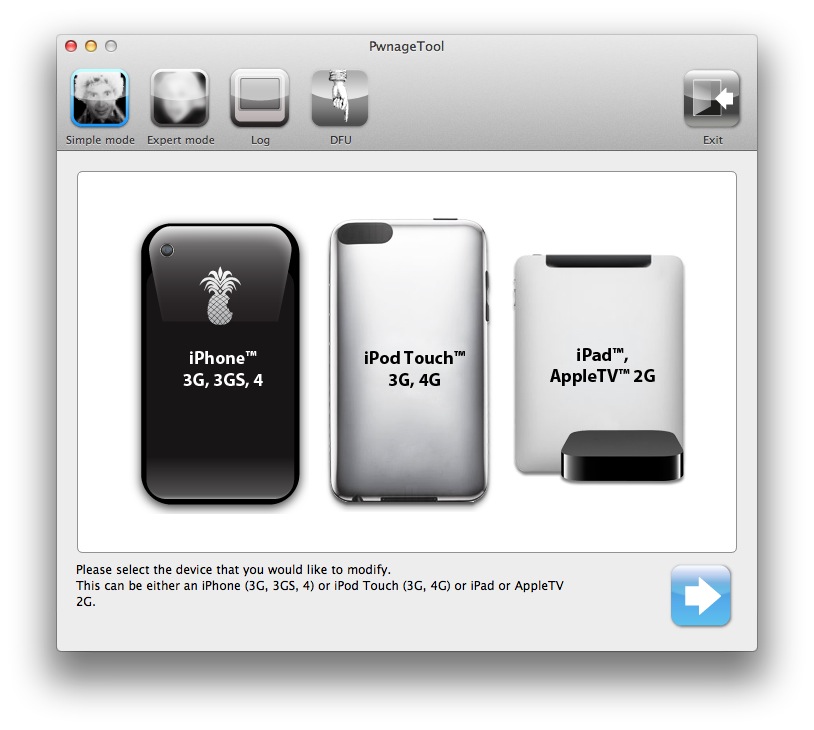 PwnageTool
Simple mode
Expert mode
Log
DFU
Exit
iPhone™
3G, 3GS, 4
iPod Touch™
3G, 4G
iPad™,
AppleTV™ 2G
Please select the device that you would like to modify.
This can be either an iPhone (3G, 3GS, 4) or iPod Touch (3G, 4G) or iPad or AppleTV
2G.